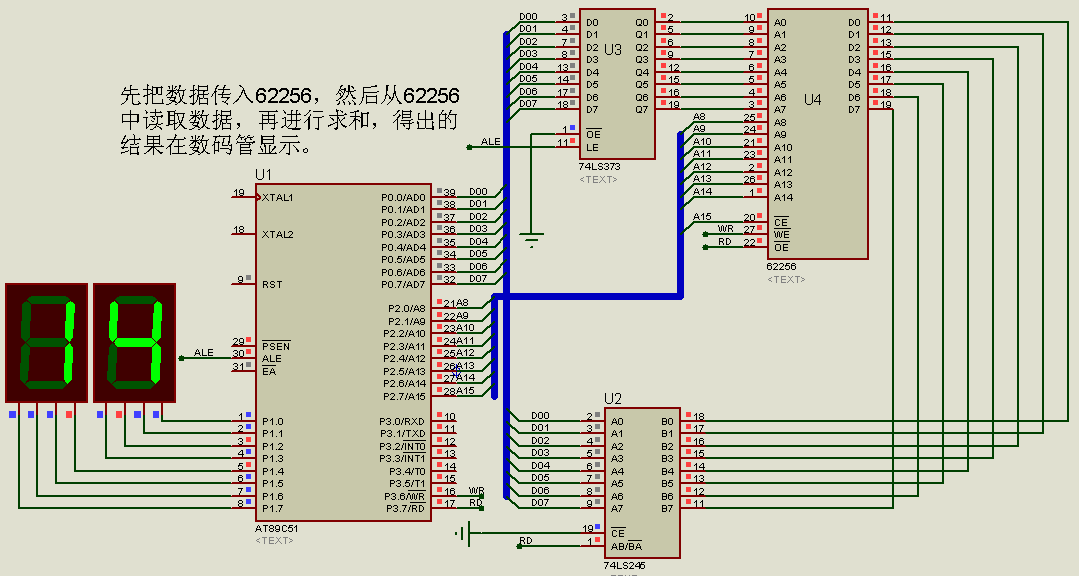 先把数据传入62256，然后从62256
中读取数据，再进行求和，得出的
结果在数码管显示。
U3
D00 3 D0 Q0 2
D01 4 D1 Q1 5
D02 7 D2 Q2 6
D03 8 D3 Q3 9
D04 13 D4 Q4 12
D05 14 D5 Q5 15
D06 17 D6 Q6 16
D07 18 D7 Q7 19
1 OE
ALE 11 LE
74LS373
<TEXT>
U4
10 A0 D0 11
9 A1 D1 12
8 A2 D2 13
7 A3 D3 15
6 A4 D4 16
5 A5 D5 17
4 A6 D6 18
3 A7 D7 19
A8 25 A8
A9 24 A9
A10 21 A10
A11 23 A11
A12 2 A12
A13 26 A13
A14 1 A14
A15 20 CE
WR 27 WE
RD 22 OE
62256
<TEXT>
U1
19 XTAL1
18 XTAL2
9 RST
29 PSEN
ALE 30 ALE
31 EA
1 P1.0
2 P1.1
3 P1.2
4 P1.3
5 P1.4
6 P1.5
7 P1.6
8 P1.7
P0.0/AD0 39 D00
P0.1/AD1 38 D01
P0.2/AD2 37 D02
P0.3/AD3 36 D03
P0.4/AD4 35 D04
P0.5/AD5 34 D05
P0.6/AD6 33 D06
P0.7/AD7 32 D07
P2.0/A8 21 A8
P2.1/A9 22 A9
P2.2/A10 23 A10
P2.3/A11 24 A11
P2.4/A12 25 A12
P2.5/A13 26 A13
P2.6/A14 27 A14
P2.7/A15 28 A15
P3.0/RXD 10
P3.1/TXD 11
P3.2/INT0 12
P3.3/INT1 13
P3.4/T0 14
P3.5/T1 15
P3.6/WR 16 WR
P3.7/RD 17 RD
AT89C51
<TEXT>
14
U2
D00 2 A0 B0 18
D01 3 A1 B1 17
D02 4 A2 B2 16
D03 5 A3 B3 15
D04 6 A4 B4 14
D05 7 A5 B5 13
D06 8 A6 B6 12
D07 9 A7 B7 11
19 CE
RD 1 AB/BA
74LS245